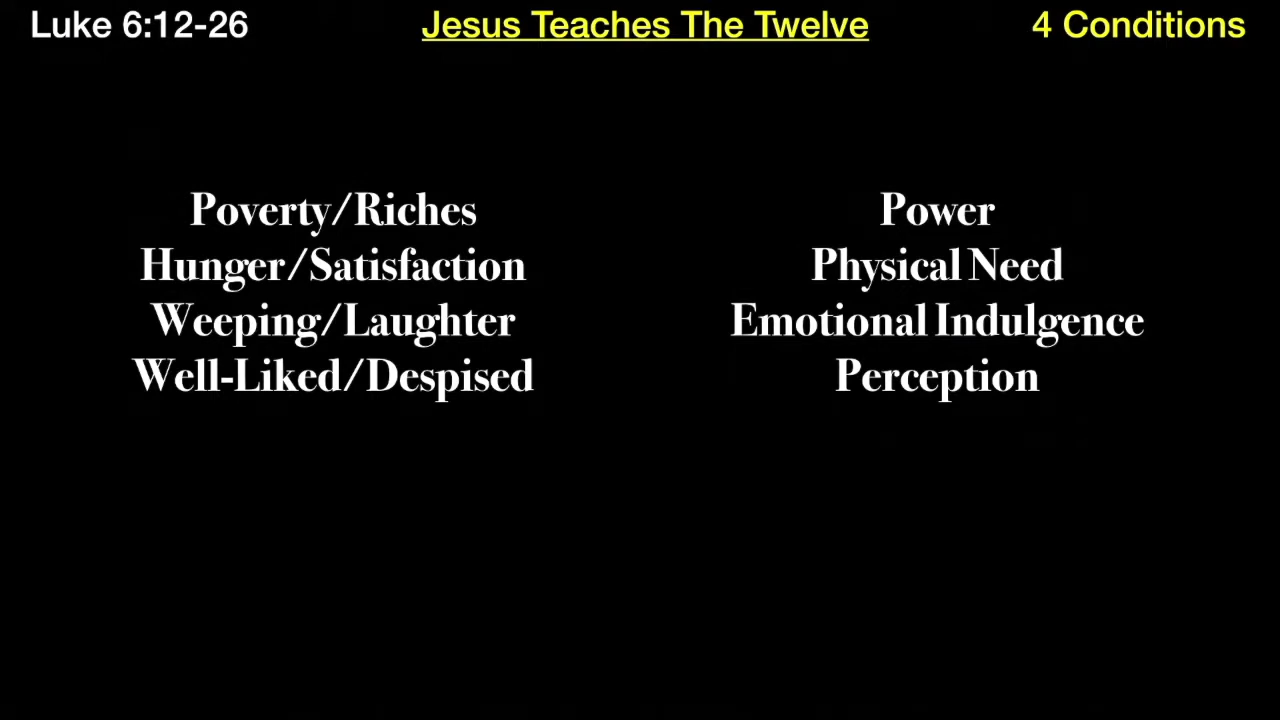 Luke 6:12-26 Jesus Teaches The Twelve 4 Conditions
Poverty/Riches Power
Hunger/Satisfaction Physical Need
Weeping/Laughter Emotional Indulgence
Well-Liked/Despised Perception